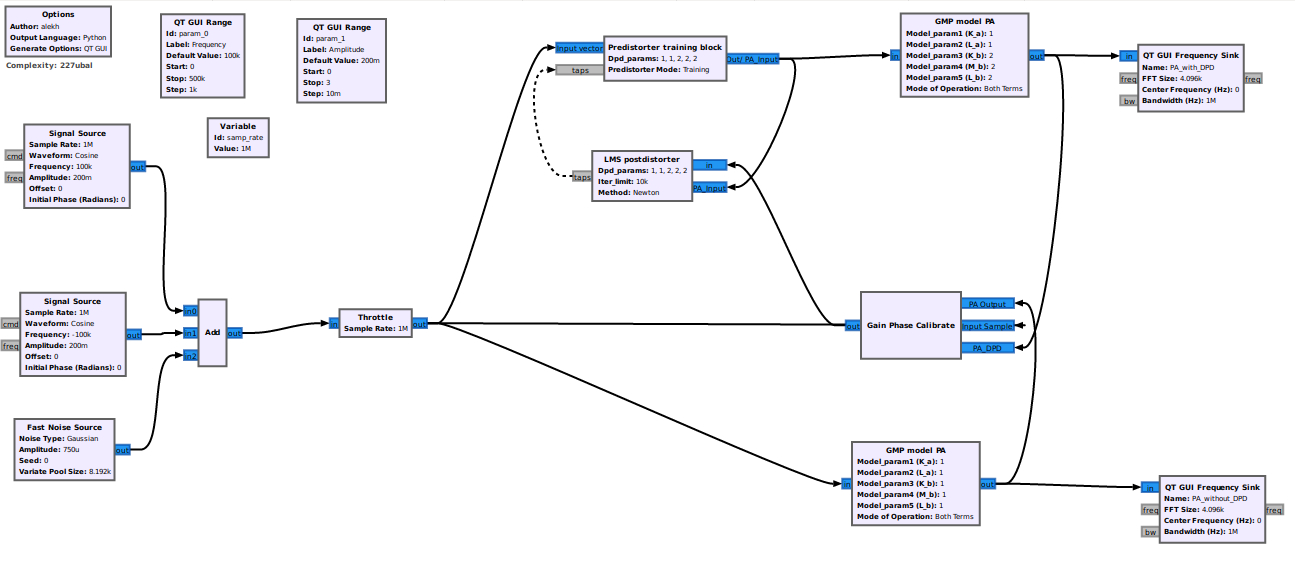 Options
Author: alekh
Output Language: Python
Generate Options: QT GUI
Complexity: 227ubal
QT GUI Range
Id: param_0
Label: Frequency
Default Value: 100k
Start: 0
Stop: 500k
Step: 1k
QT GUI Range
Id: param_1
Label: Amplitude
Default Value: 200m
Start: 0
Stop: 3
Step: 10m
Variable
Id: samp_rate
Value: 1M
Signal Source
Sample Rate: 1M
Waveform: Cosine
Frequency: 100k
Amplitude: 200m
Offset: 0
Initial Phase (Radians): 0
cmd
freq
out
Signal Source
Sample Rate: 1M
Waveform: Cosine
Frequency: -100k
Amplitude: 200m
Offset: 0
Initial Phase (Radians): 0
cmd
freq
out
Fast Noise Source
Noise Type: Gaussian
Amplitude: 750u
Seed: 0
Variate Pool Size: 8.192k
out
in0
in1
in2
Add
out
in
Throttle
Sample Rate: 1M
out
Input vector
taps
Predistorter training block
Dpd_params: 1, 1, 2, 2, 2
Predistorter Mode: Training
Out/ PA_Input
LMS postdistorter
Dpd_params: 1, 1, 2, 2, 2
Iter_limit: 10k
Method: Newton
taps
in
PA_Input
in
GMP model PA
Model_param1 (K_a): 1
Model_param2 (L_a): 1
Model_param3 (K_b): 2
Model_param4 (M_b): 2
Model_param5 (L_b): 2
Mode of Operation: Both Terms
out
in
freq
bw
QT GUI Frequency Sink
Name: PA_with_DPD
FFT Size: 4.096k
Center Frequency (Hz): 0
Bandwidth (Hz): 1M
freq
out
Gain Phase Calibrate
PA Output
Input Sample
PA_DPD
in
GMP model PA
Model_param1 (K_a): 1
Model_param2 (L_a): 1
Model_param3 (K_b): 1
Model_param4 (M_b): 1
Model_param5 (L_b): 1
Mode of Operation: Both Terms
out
in
freq
bw
QT GUI Frequency Sink
Name: PA_without_DPD
FFT Size: 4.096k
Center Frequency (Hz): 0
Bandwidth (Hz): 1M
freq